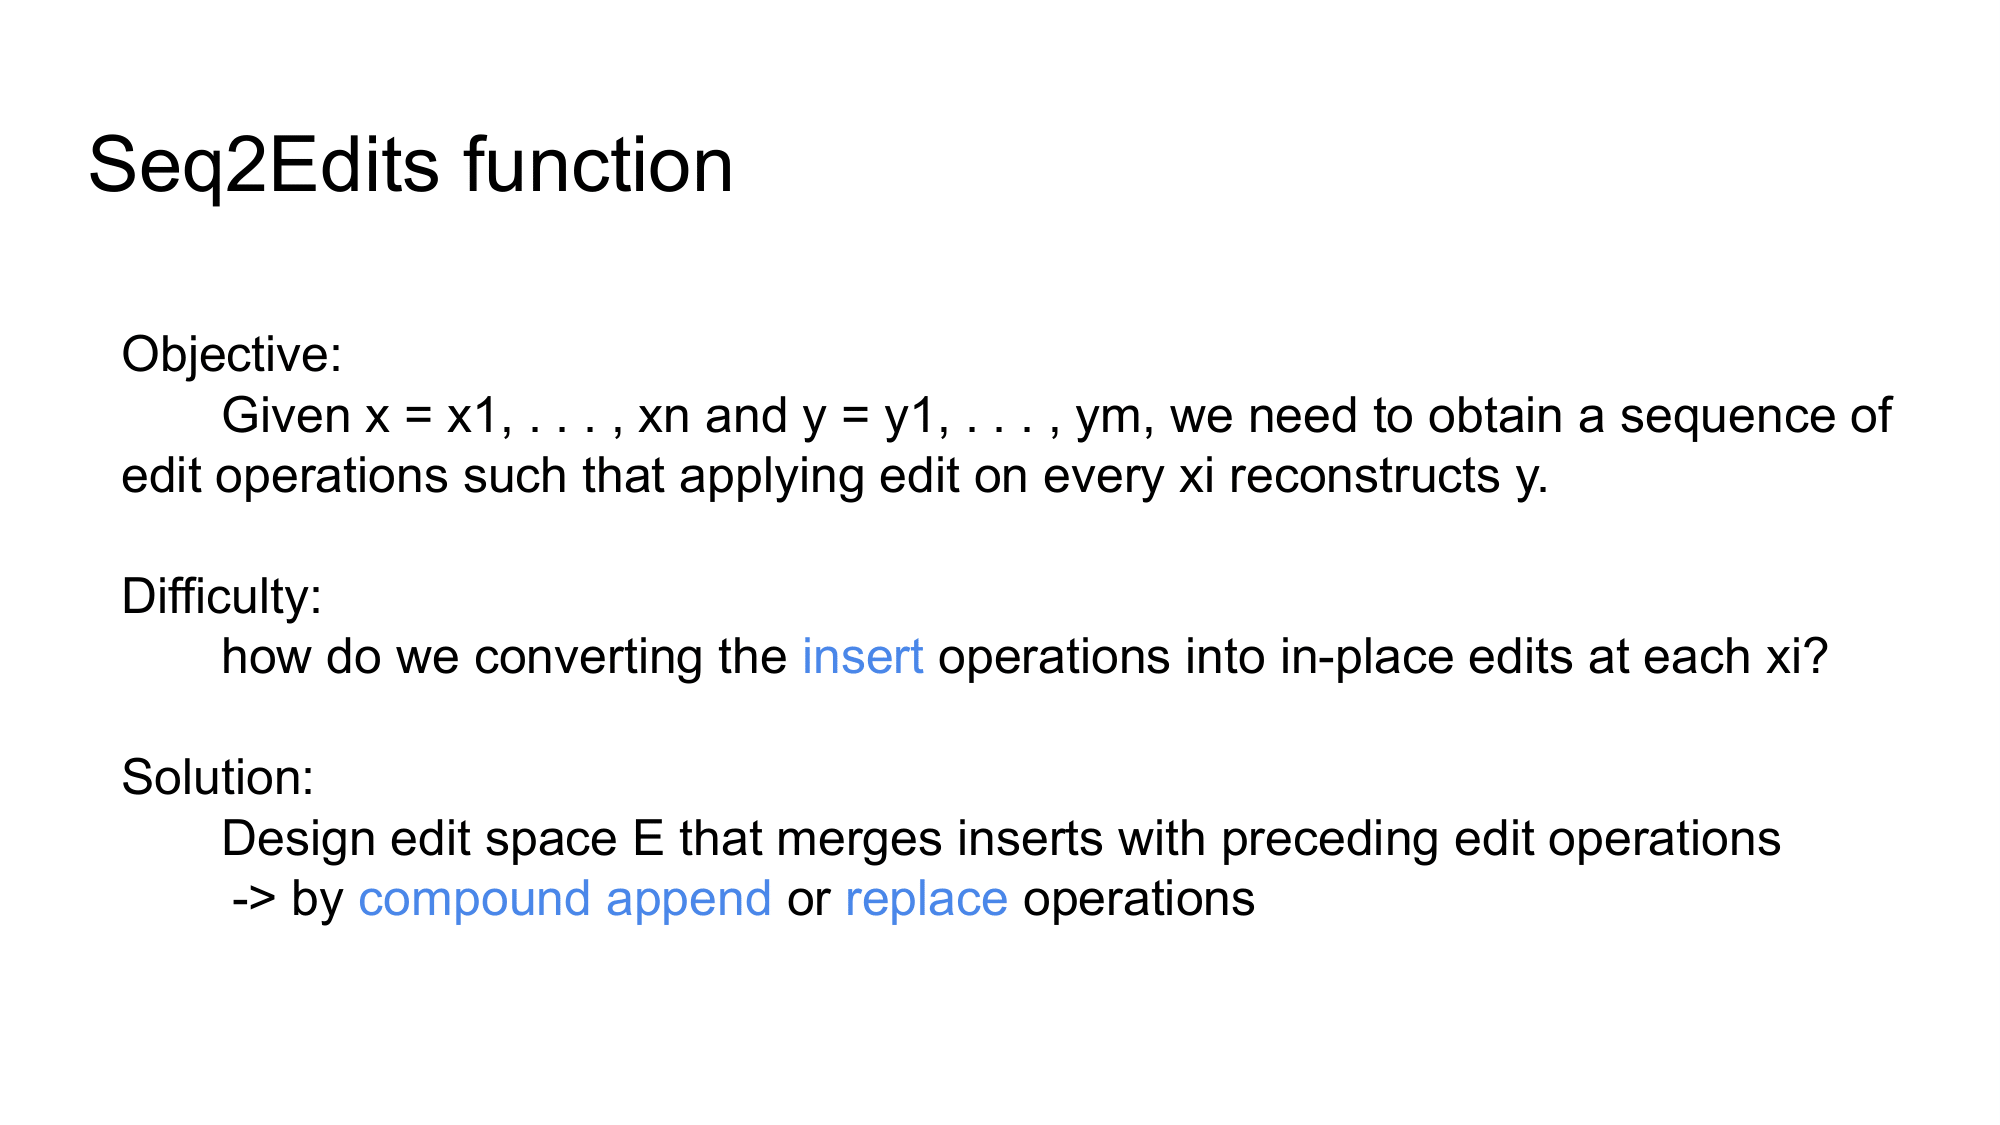 Seq2Edits function
Objective:
Given x = x1, . . . , xn and y = y1, . . . , ym, we need to obtain a sequence of
edit operations such that applying edit on every xi reconstructs y.
Difficulty:
how do we converting the insert operations into in-place edits at each xi?
Solution:
Design edit space E that merges inserts with preceding edit operations
-> by compound append or replace operations